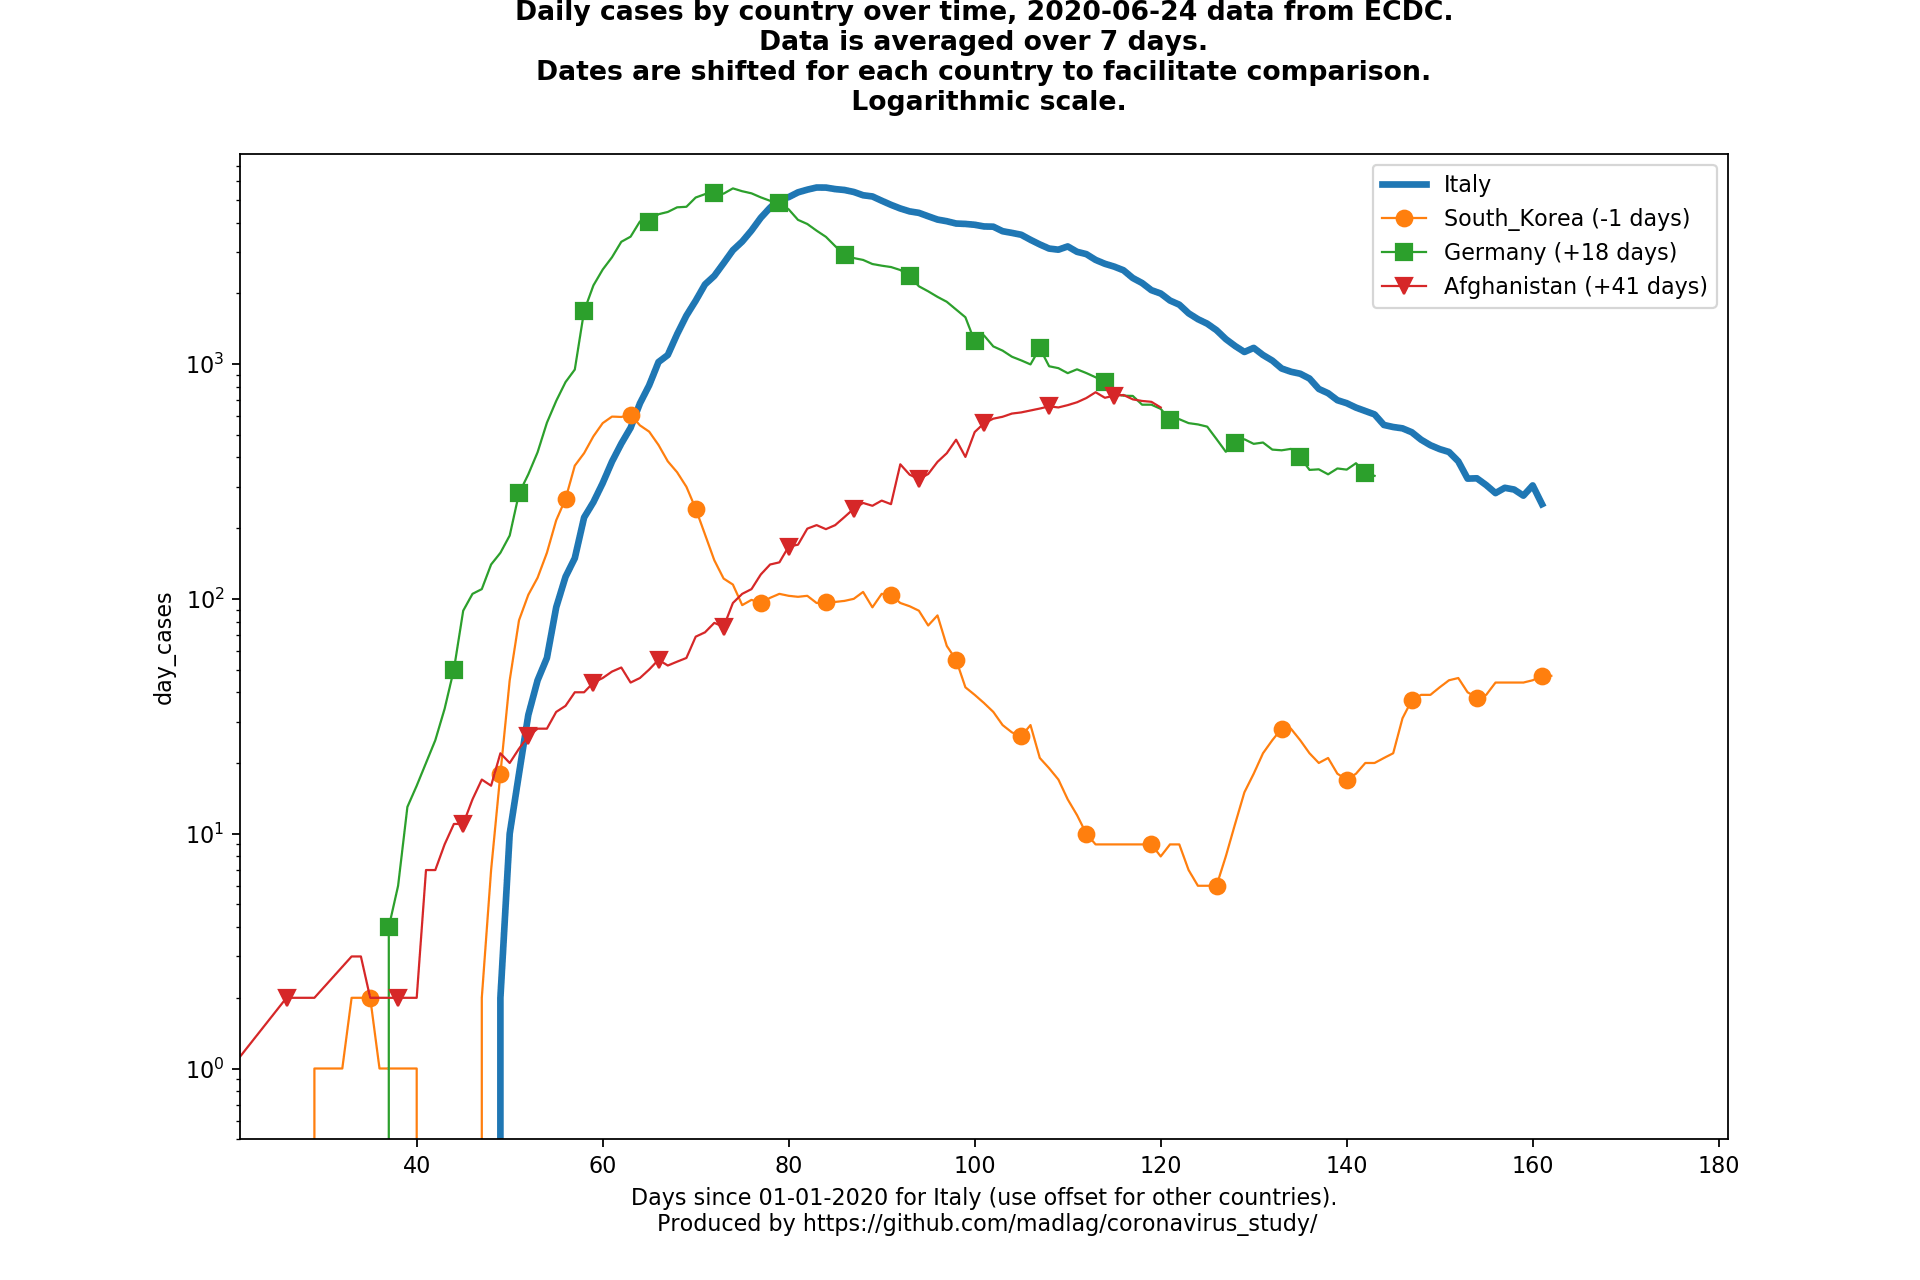 Daily cases by country over time, 2020-06-24 data from ECDC.
Data is averaged over 7 days.
Dates are shifted for each country to facilitate comparison.
Logarithmic scale.
Italy
South_Korea (-1 days)
Germany (+18 days)
Afghanistan (+41 days)
10³
10²
10¹
10⁰
day_cases
40 60 80 100 120 140 160 180
Days since 01-01-2020 for Italy (use offset for other countries).
Produced by https://github.com/madlag/coronavirus_study/